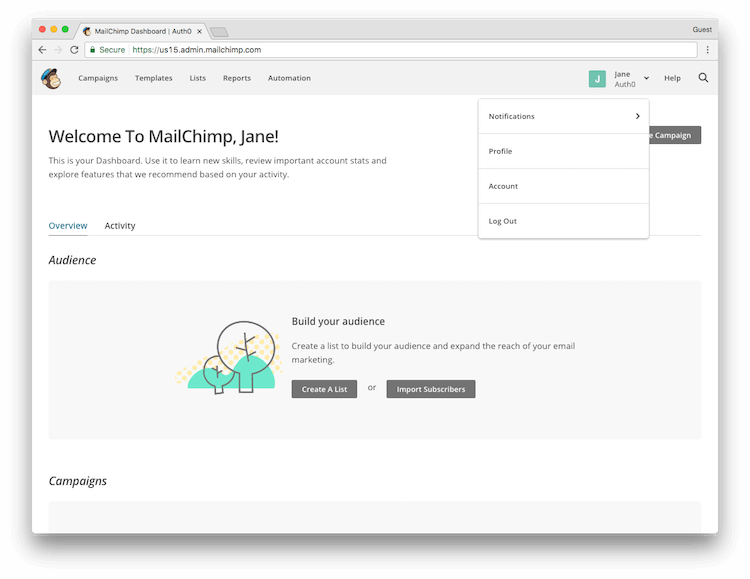 MailChimp Dashboard | Auth0
Guest
Secure
https://us15.admin.mailchimp.com
Campaigns
Templates
Lists
Reports
Automation
J
Jane
Auth0
Help
Notifications
Profile
Account
Log Out
Welcome To MailChimp, Jane!
Campaign
This is your Dashboard. Use it to learn new skills, review important account stats and
explore features that we recommend based on your activity.
Overview
Activity
Audience
Build your audience
Create a list to build your audience and expand the reach of your email
marketing.
Create A List
or
Import Subscribers
Campaigns